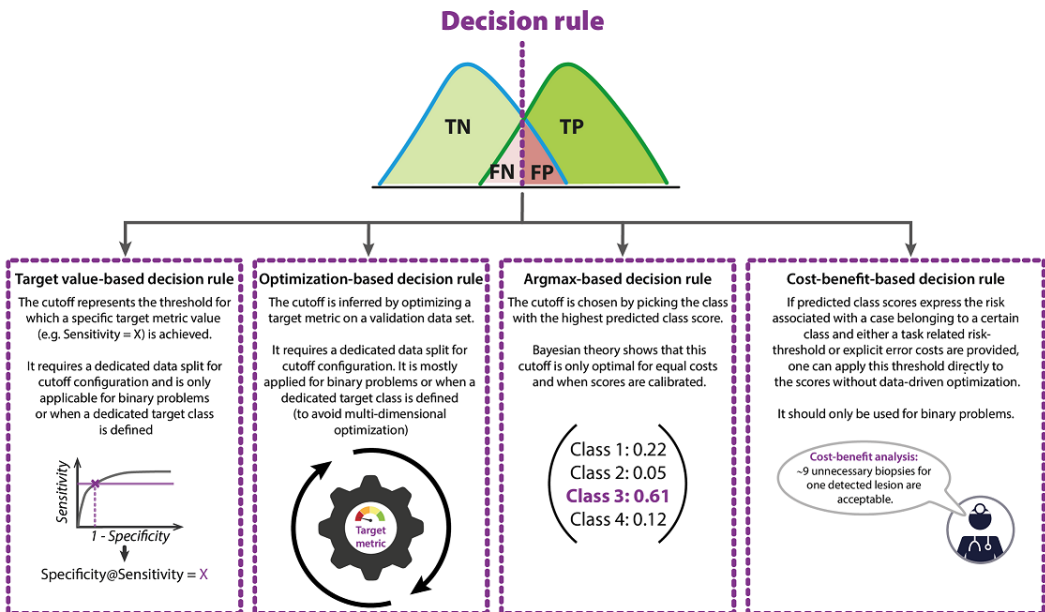 Decision rule
TN
TP
FN
FP
Target value-based decision rule
The cutoff represents the threshold for
which a specific target metric value
(e.g. Sensitivity = X) is achieved.
It requires a dedicated data split for
cutoff configuration and is only
applicable for binary problems
or when a dedicated target class
is defined
Sensitivity
1 - Specificity
Specificity@Sensitivity = X
Optimization-based decision rule
The cutoff is inferred by optimizing a
target metric on a validation data set.
It requires a dedicated data split for
cutoff configuration. It is mostly
applied for binary problems or when a
dedicated target class is defined
(to avoid multi-dimensional
optimization)
Target
metric
Argmax-based decision rule
The cutoff is chosen by picking the class
with the highest predicted class score.
Bayesian theory shows that this
cutoff is only optimal for equal costs
and when scores are calibrated.
Class 1: 0.22
Class 2: 0.05
Class 3: 0.61
Class 4: 0.12
Cost-benefit-based decision rule
If predicted class scores express the risk
associated with a case belonging to a certain
class and either a task related risk-
threshold or explicit error costs are provided,
one can apply this threshold directly to
the scores without data-driven optimization.
It should only be used for binary problems.
Cost-benefit analysis:
~9 unnecessary biopsies for
one detected lesion are
acceptable.